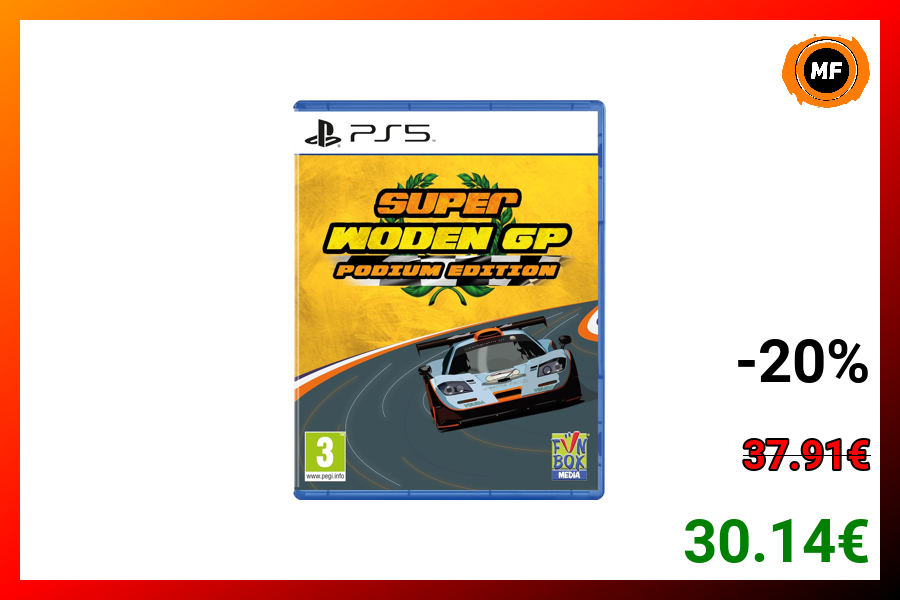 MF
PS5
SUPER
WODEN GP
PODIUM EDITION
-20%
37.91€
3
www.pegi.info
FUN
BOX
MEDIA
30.14€